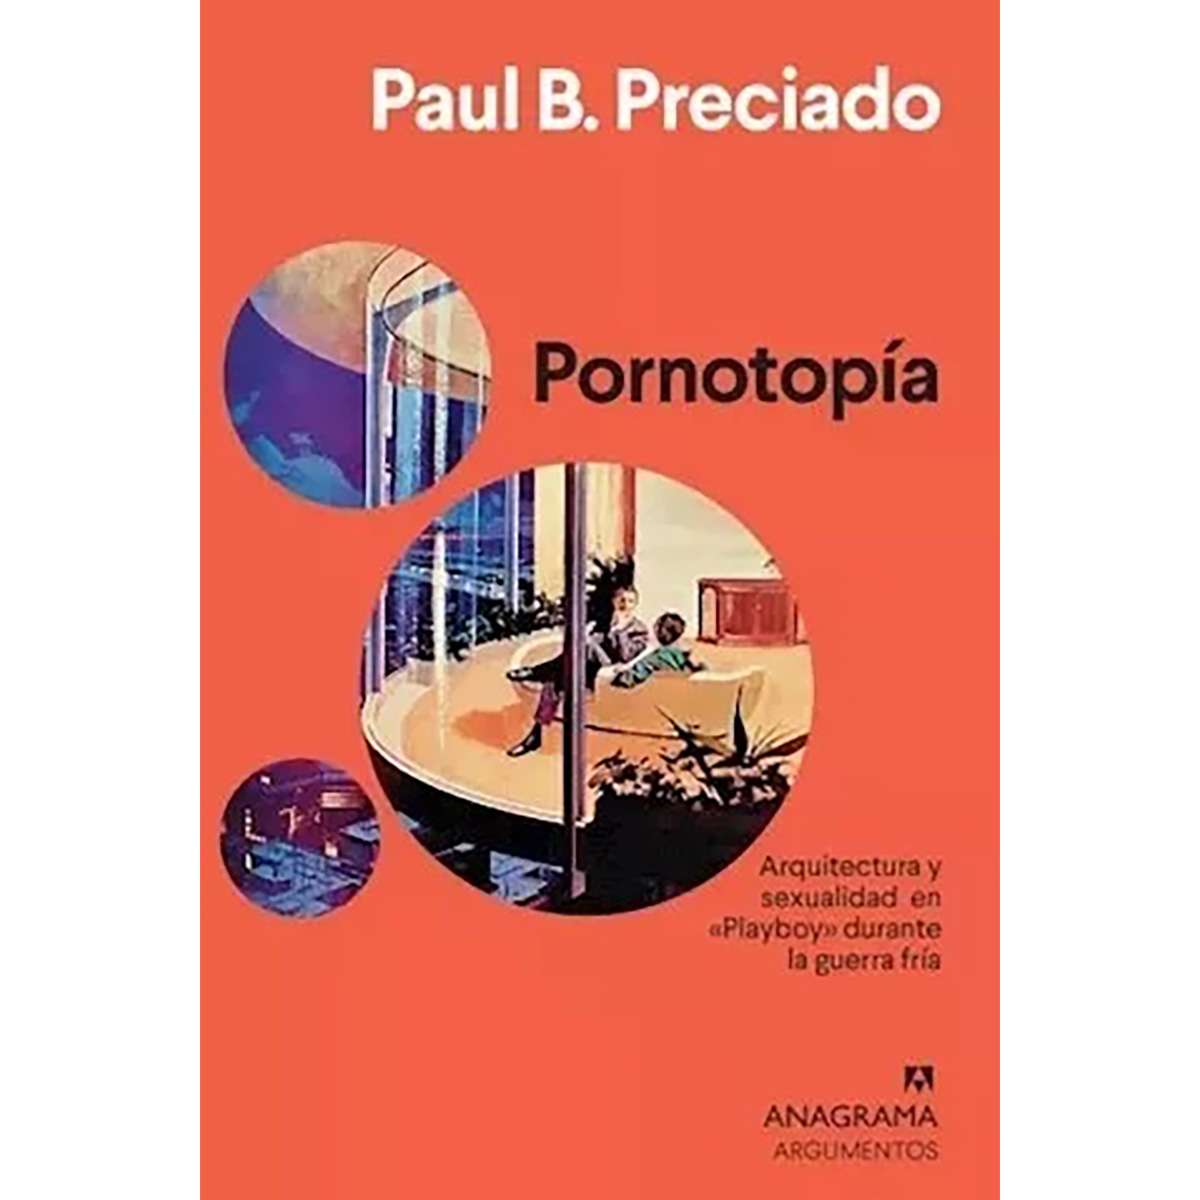 Paul B. Preciado
Pornotopía
Arquitectura y
sexualidad en
«Playboy» durante
la guerra fría
ANAGRAMA
ARGUMENTOS